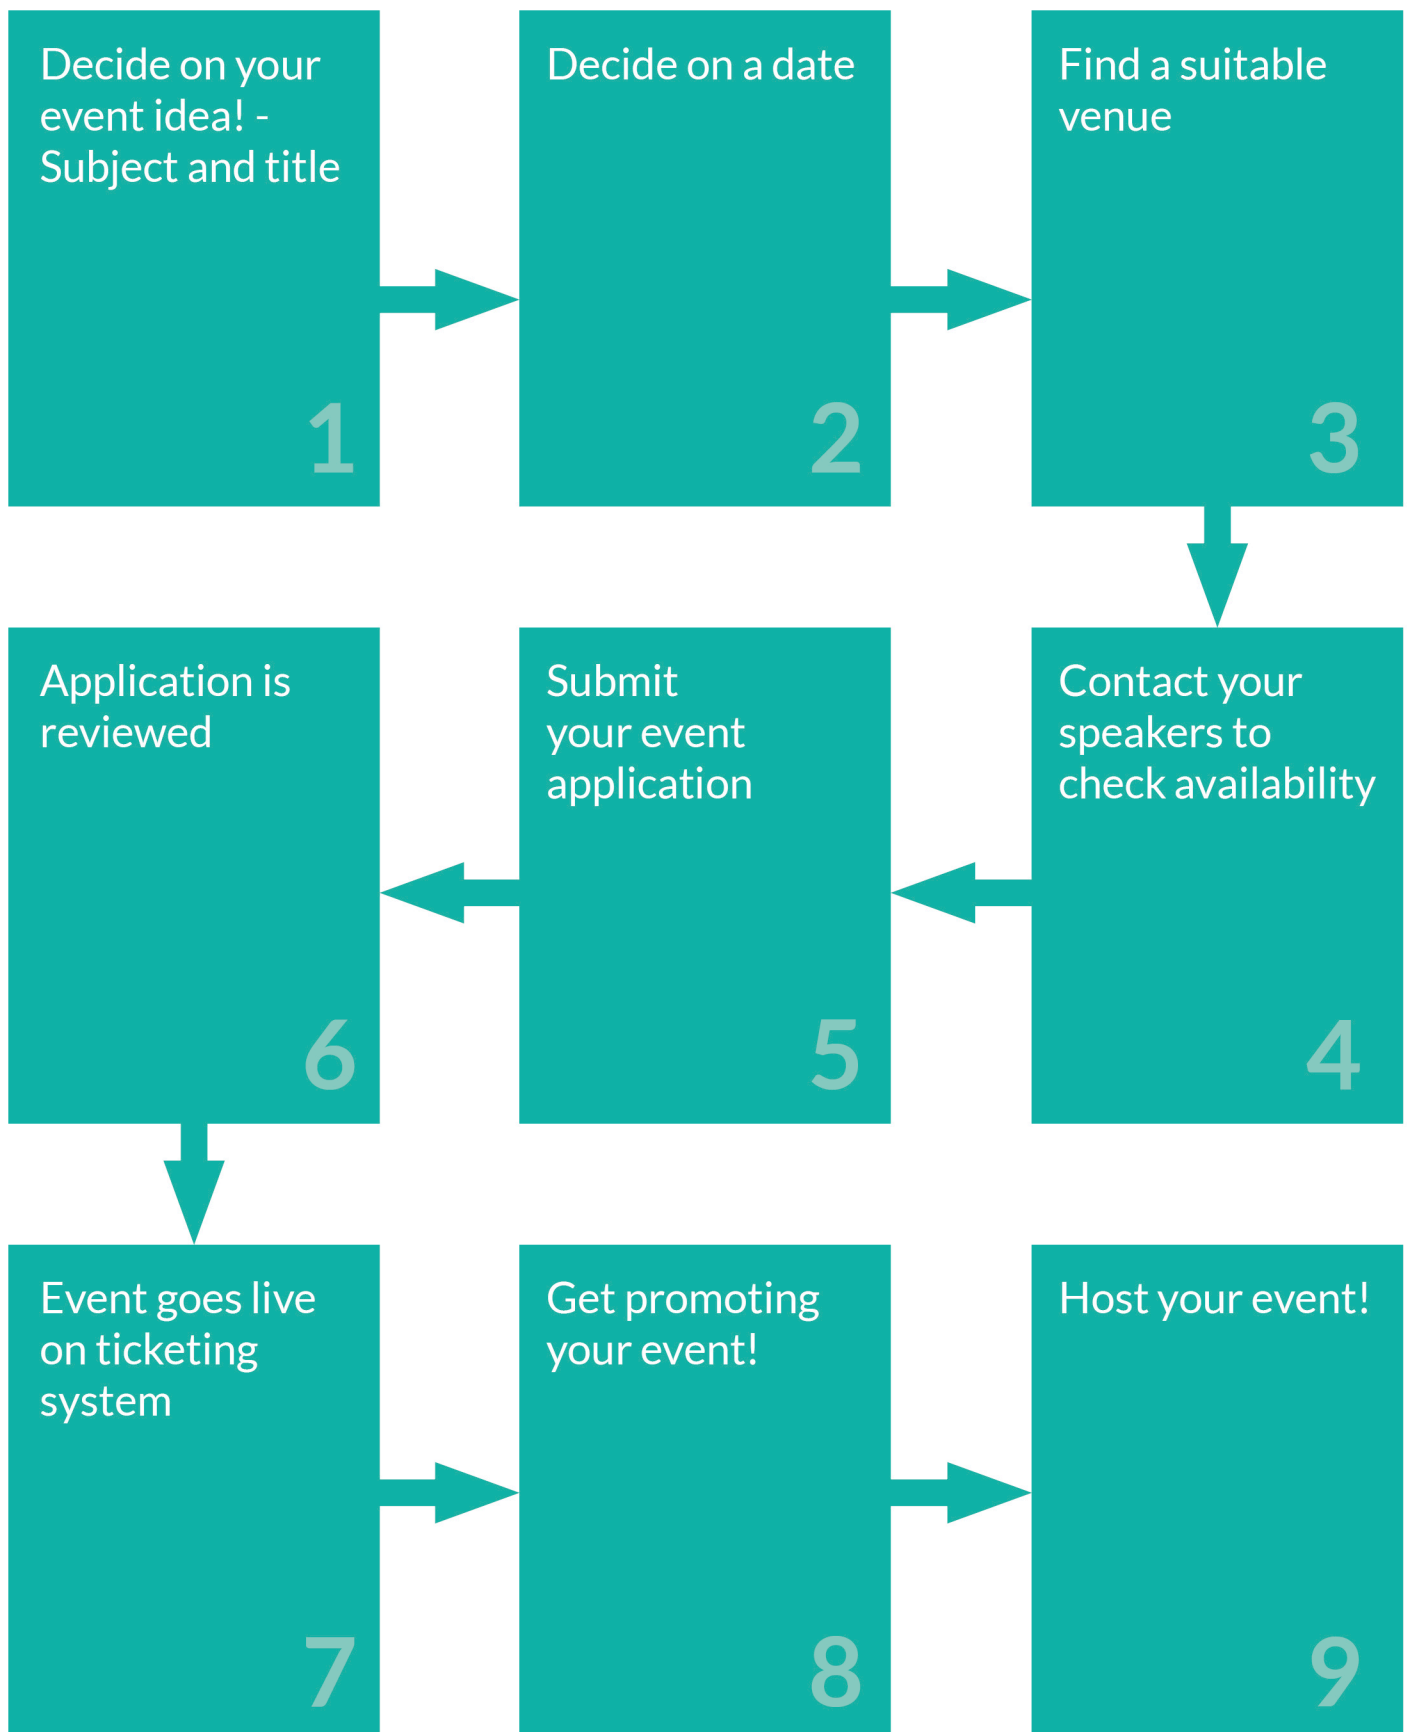 Decide on your
event idea! -
Subject and title
1
Decide on a date
2
Find a suitable
venue
3
Contact your
speakers to
check availability
4
Submit
your event
application
5
Application is
reviewed
6
Event goes live
on ticketing
system
7
Get promoting
your event!
8
Host your event!
9